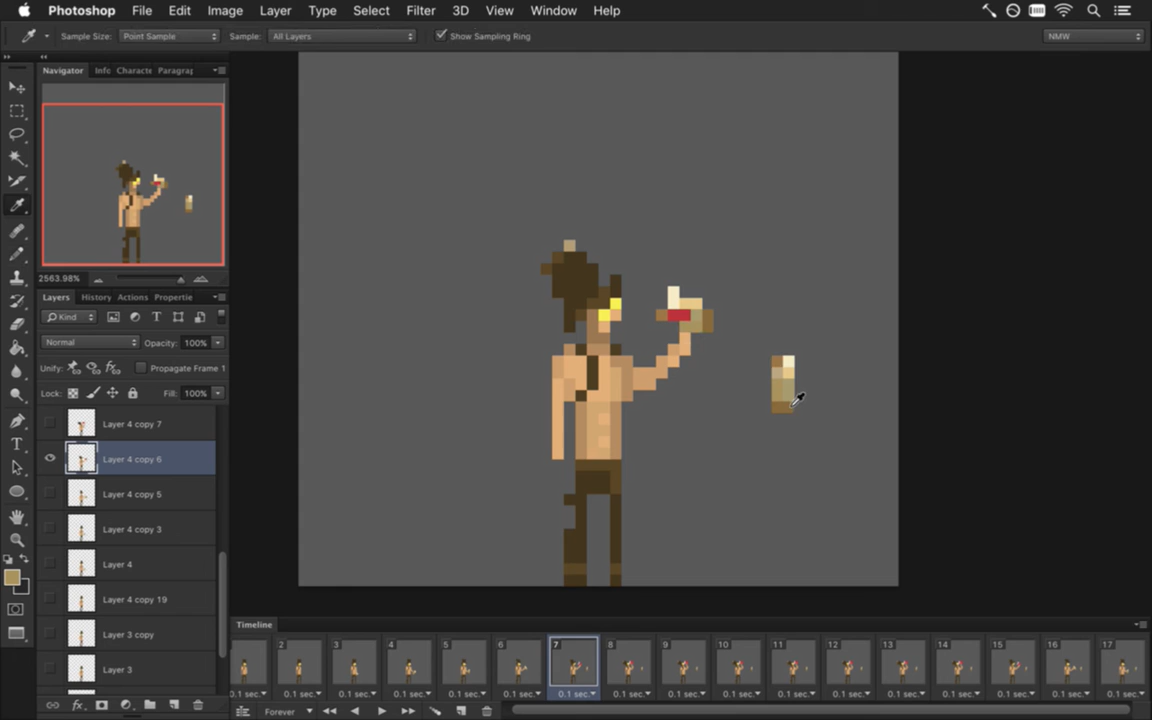 Photoshop File Edit Image Layer Type Select Filter 3D View Window Help
Sample Size: Point Sample Sample: All Layers Show Sampling Ring NMW
Navigator Info Characte Paragrap
2563.98%
Layers History Actions Propertie
Kind
Normal Opacity: 100%
Unify: Propagate Frame 1
Lock: Fill: 100%
Layer 4 copy 7
Layer 4 copy 6
Layer 4 copy 5
Layer 4 copy 3
Layer 4
Layer 4 copy 19
Layer 3 copy
Layer 3
Timeline
2 3 4 5 6 7 8 9 10 11 12 13 14 15 16 17
0.1 sec. 0.1 sec. 0.1 sec. 0.1 sec. 0.1 sec. 0.1 sec. 0.1 sec. 0.1 sec. 0.1 sec. 0.1 sec. 0.1 sec. 0.1 sec. 0.1 sec. 0.1 sec. 0.1 sec. 0.1 sec. 0.1 sec.
Forever